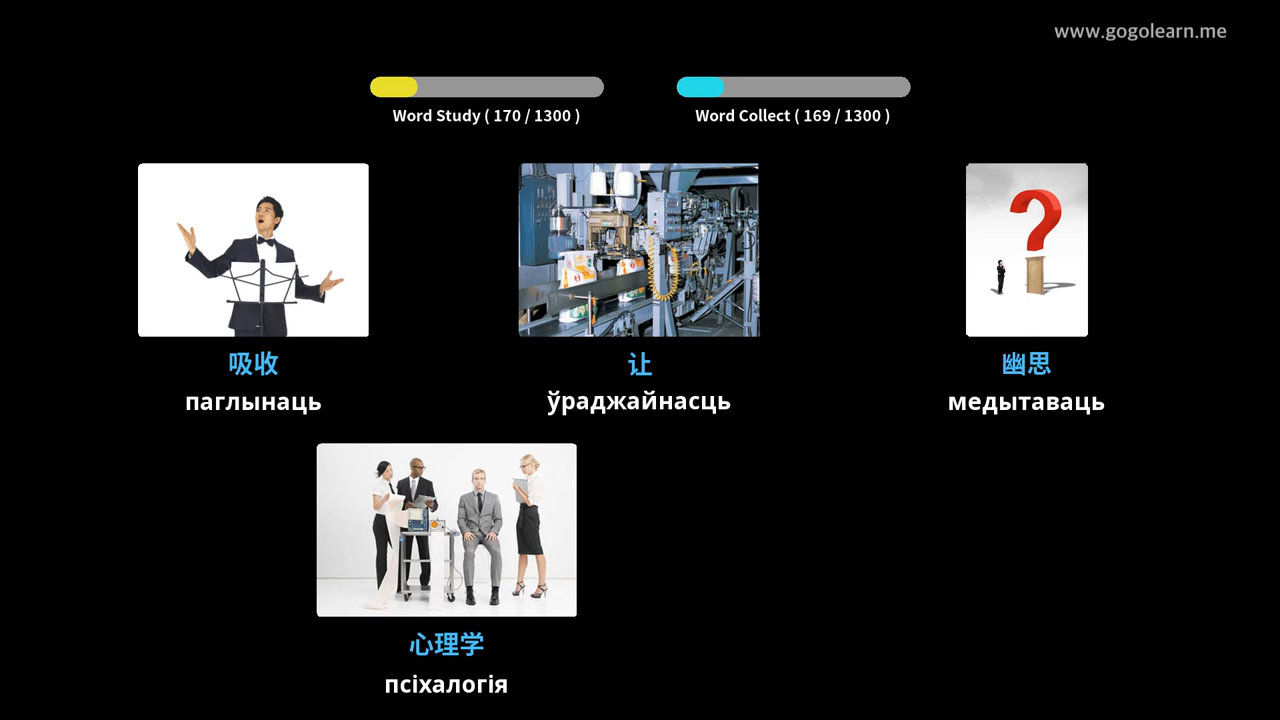 www.gogolearn.me
Word Study ( 170 / 1300 )
Word Collect ( 169 / 1300 )
吸收
让
幽思
паглынаць
ўраджайнасць
медытаваць
心理学
псіхалогія